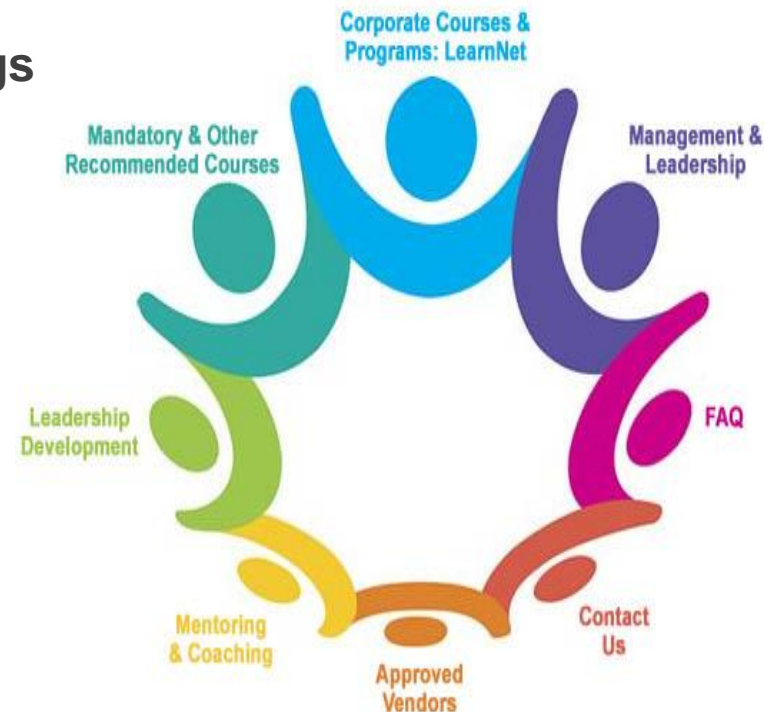 gs
Corporate Courses &
Programs: LearnNet
Mandatory & Other
Recommended Courses
Management &
Leadership
Leadership
Development
FAQ
Mentoring
& Coaching
Contact
Us
Approved
Vendors